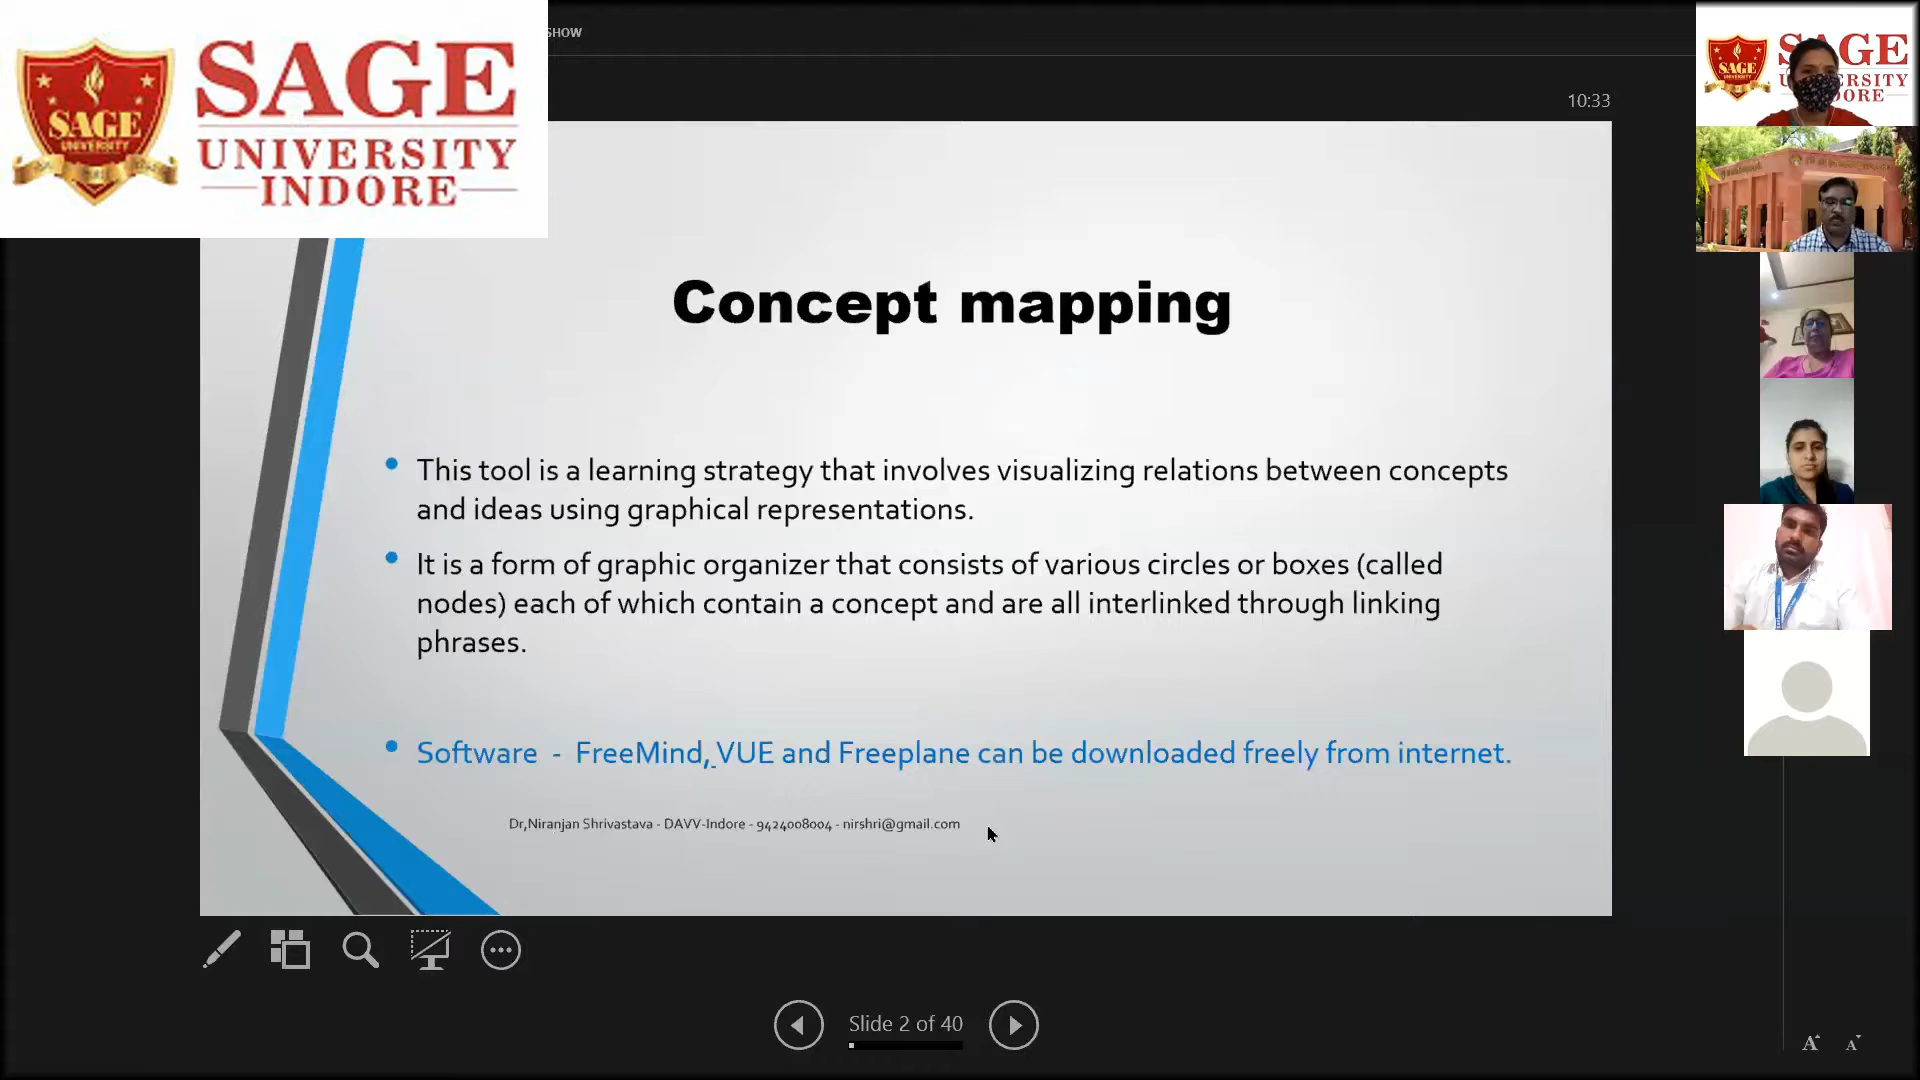 SAGE
UNIVERSITY
INDORE
SAGE
UNIVERSITY
SHOW
10:33
Concept mapping
• This tool is a learning strategy that involves visualizing relations between concepts
and ideas using graphical representations.
• It is a form of graphic organizer that consists of various circles or boxes (called
nodes) each of which contain a concept and are all interlinked through linking
phrases.
• Software - FreeMind, VUE and Freeplane can be downloaded freely from internet.
Dr,Niranjan Shrivastava - DAVV-Indore - 9424008004 - nirshri@gmail.com
Slide 2 of 40
SAGE
A A